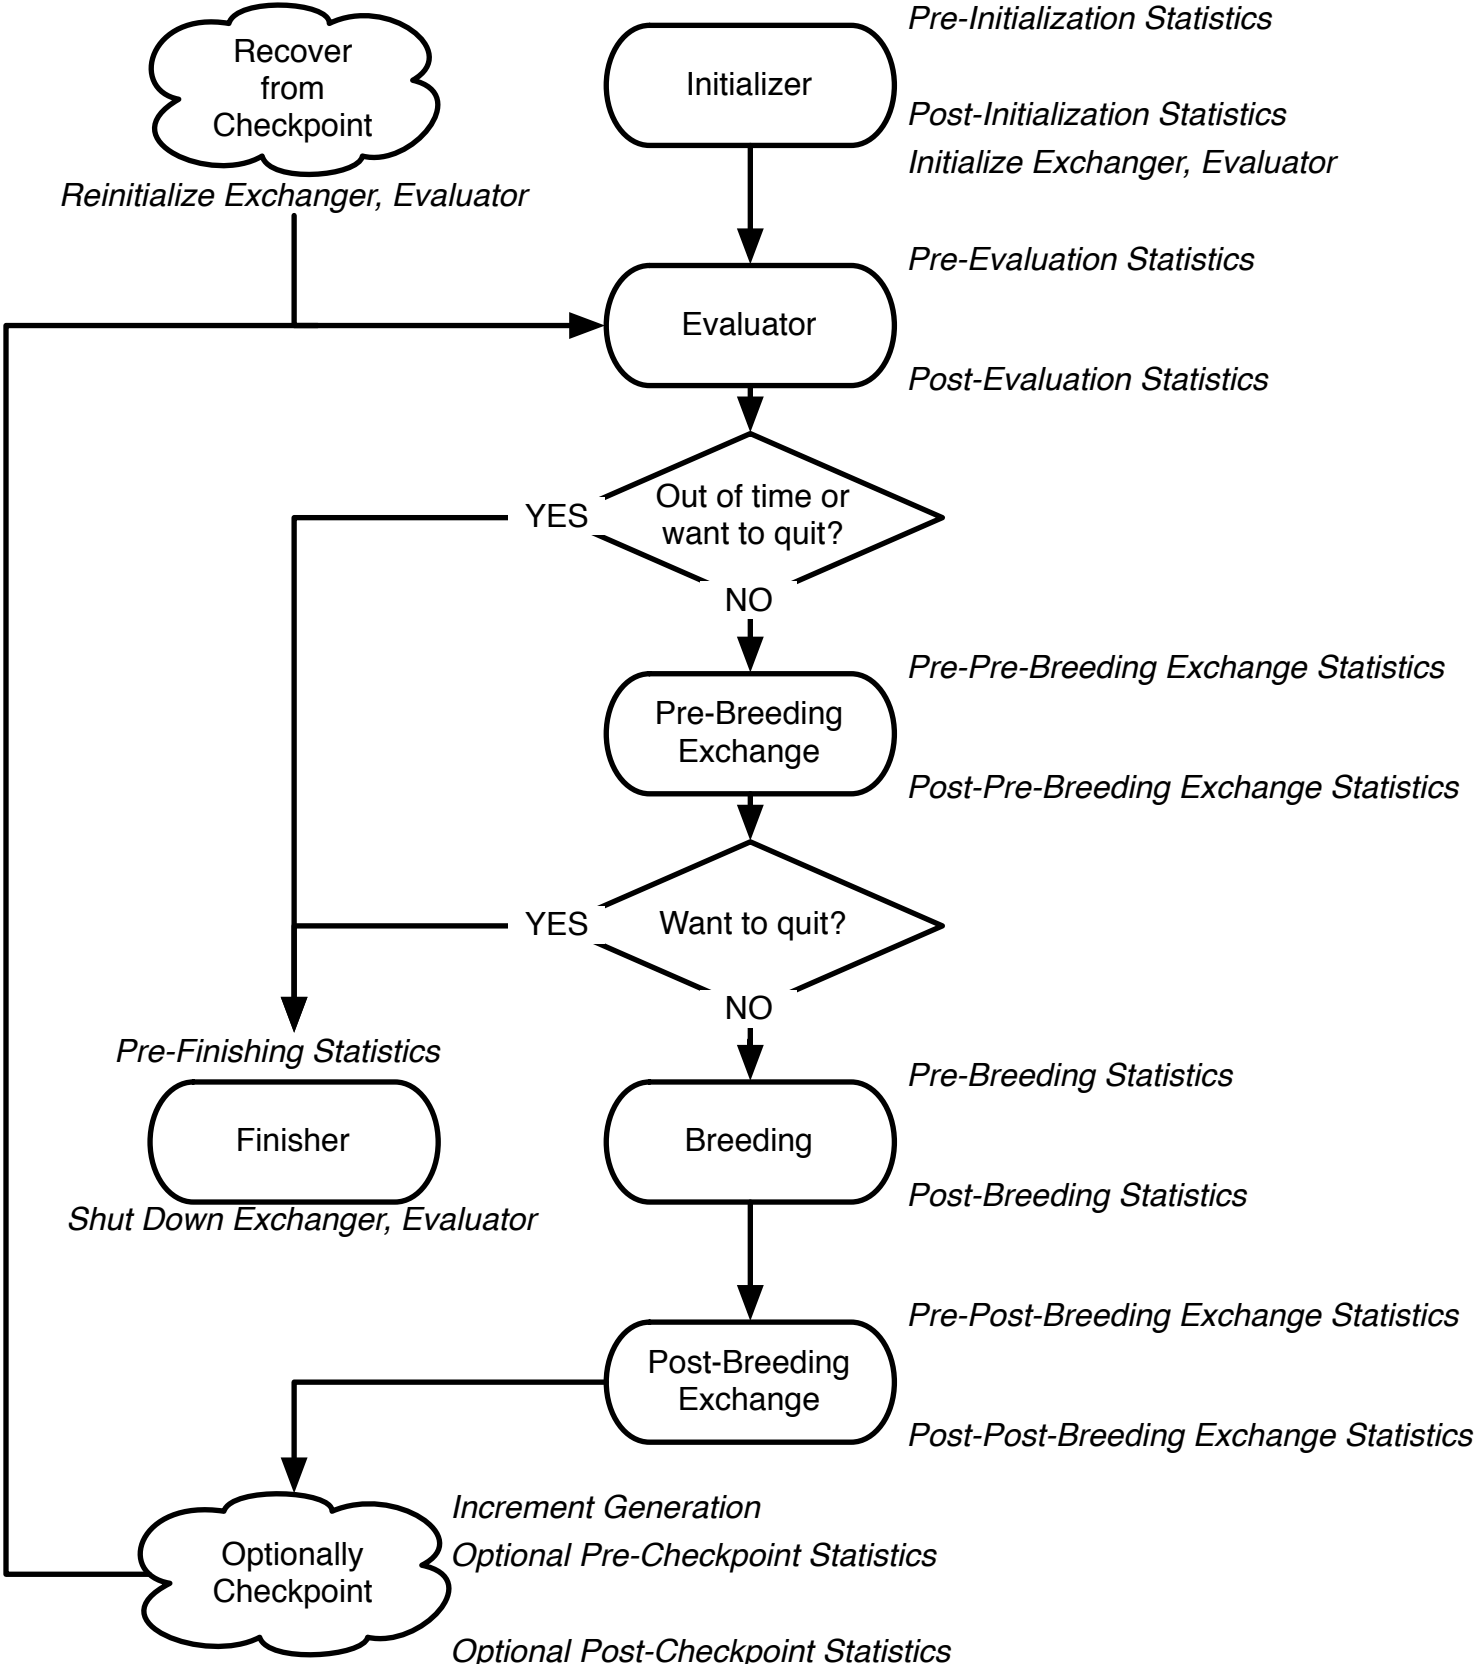 Pre-Initialization Statistics
Recover
from
Checkpoint
Initializer
Post-Initialization Statistics
Initialize Exchanger, Evaluator
Reinitialize Exchanger, Evaluator
Pre-Evaluation Statistics
Evaluator
Post-Evaluation Statistics
Out of time or
want to quit?
YES
NO
Pre-Pre-Breeding Exchange Statistics
Pre-Breeding
Exchange
Post-Pre-Breeding Exchange Statistics
Want to quit?
YES
NO
Pre-Finishing Statistics
Pre-Breeding Statistics
Finisher
Breeding
Post-Breeding Statistics
Shut Down Exchanger, Evaluator
Pre-Post-Breeding Exchange Statistics
Post-Breeding
Exchange
Post-Post-Breeding Exchange Statistics
Increment Generation
Optional Pre-Checkpoint Statistics
Optionally
Checkpoint
Optional Post-Checkpoint Statistics